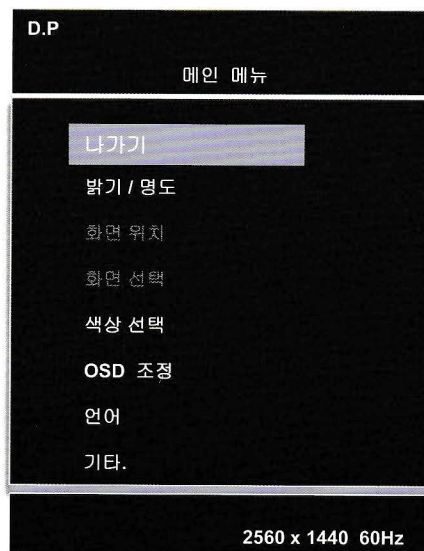 D.P
메인 메뉴
나가기
밝기 / 명도
화면 위치
화면 선택
색상 선택
OSD 조정
언어
기타.
2560 x 1440 60Hz